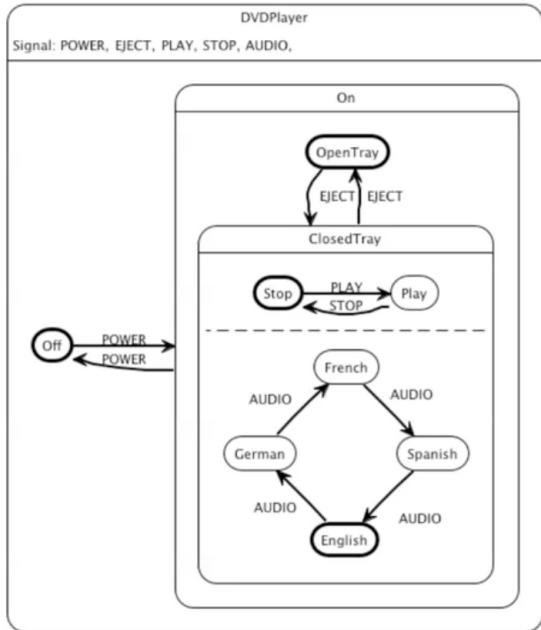 DVDPlayer
Signal: POWER, EJECT, PLAY, STOP, AUDIO,
On
OpenTray
EJECT EJECT
ClosedTray
Stop PLAY Play
STOP
Off POWER
POWER
French
AUDIO AUDIO
German Spanish
AUDIO AUDIO
English